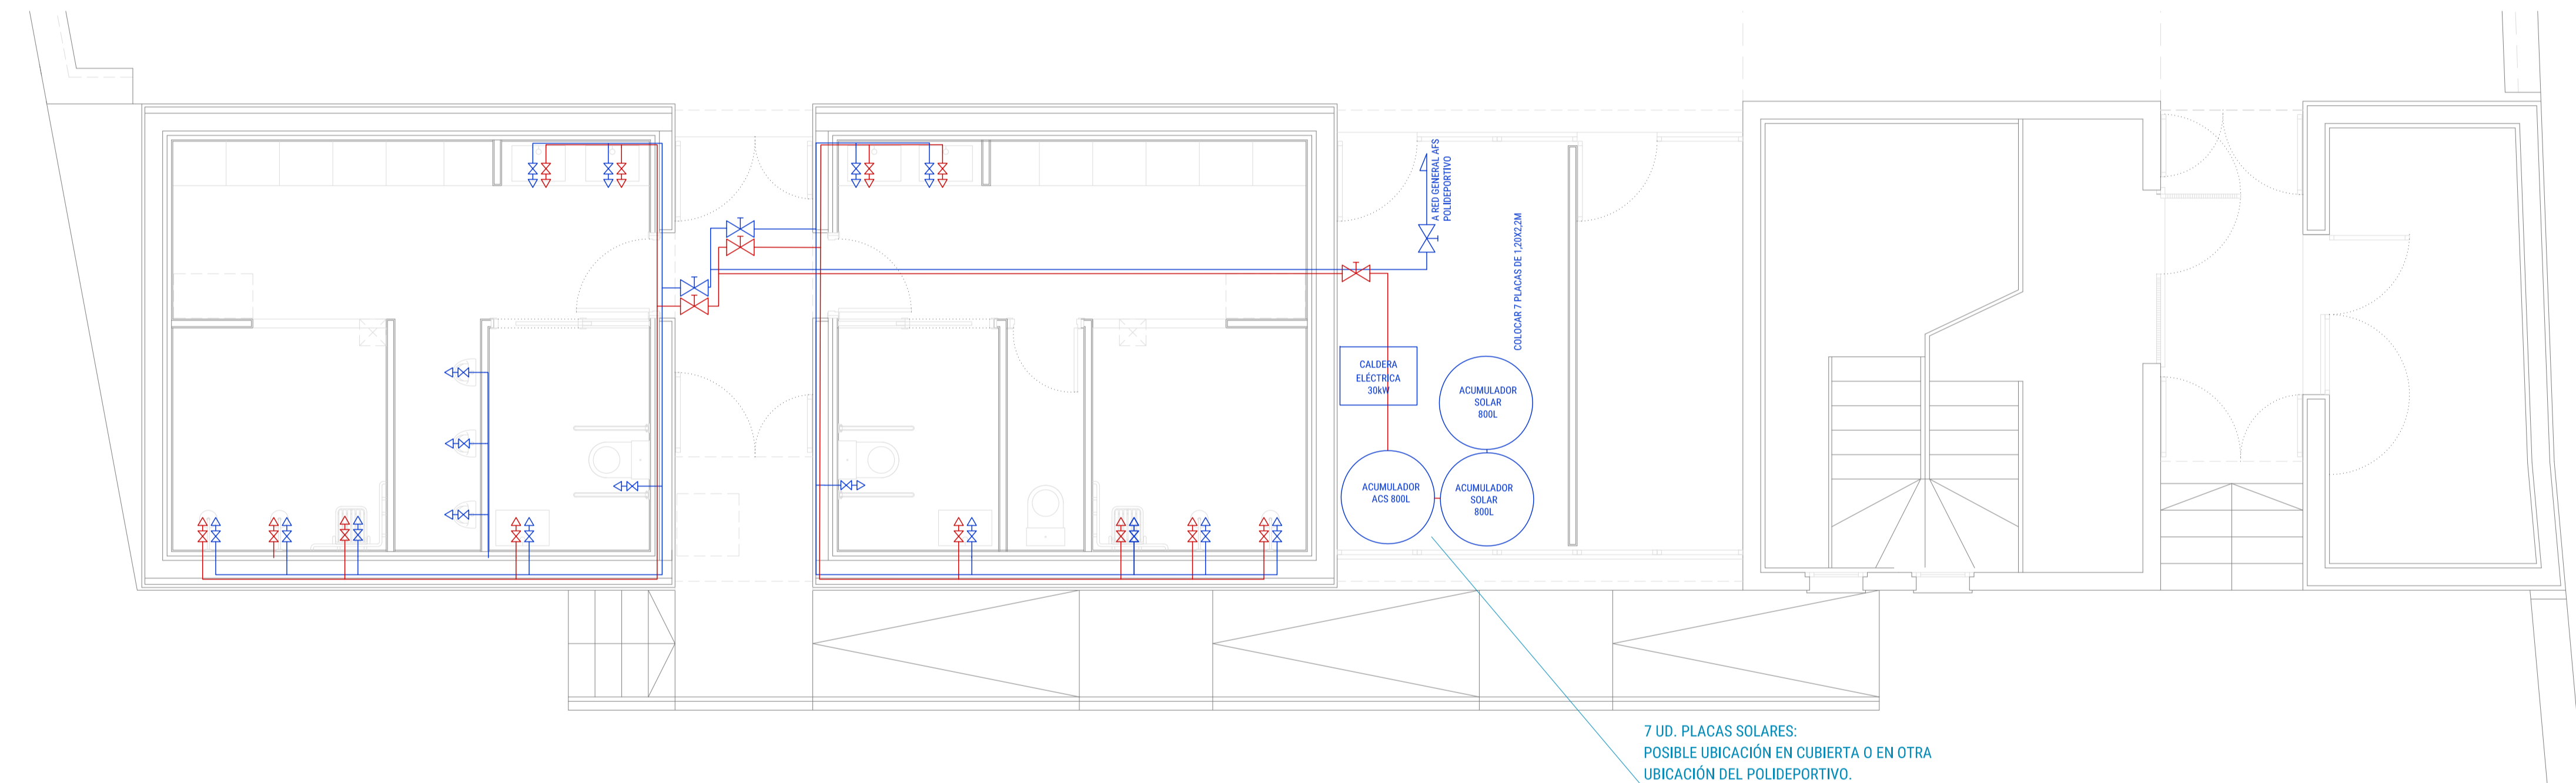 A RED GENERAL AFS
POLIDEPORTIVO
COLOCAR 7 PLACAS DE 1,20X2,2M
CALDERA
ELÉCTRICA
30kW
ACUMULADOR
SOLAR
800L
ACUMULADOR
ACS 800L
ACUMULADOR
SOLAR
800L
7 UD. PLACAS SOLARES:
POSIBLE UBICACIÓN EN CUBIERTA O EN OTRA
UBICACIÓN DEL POLIDEPORTIVO.